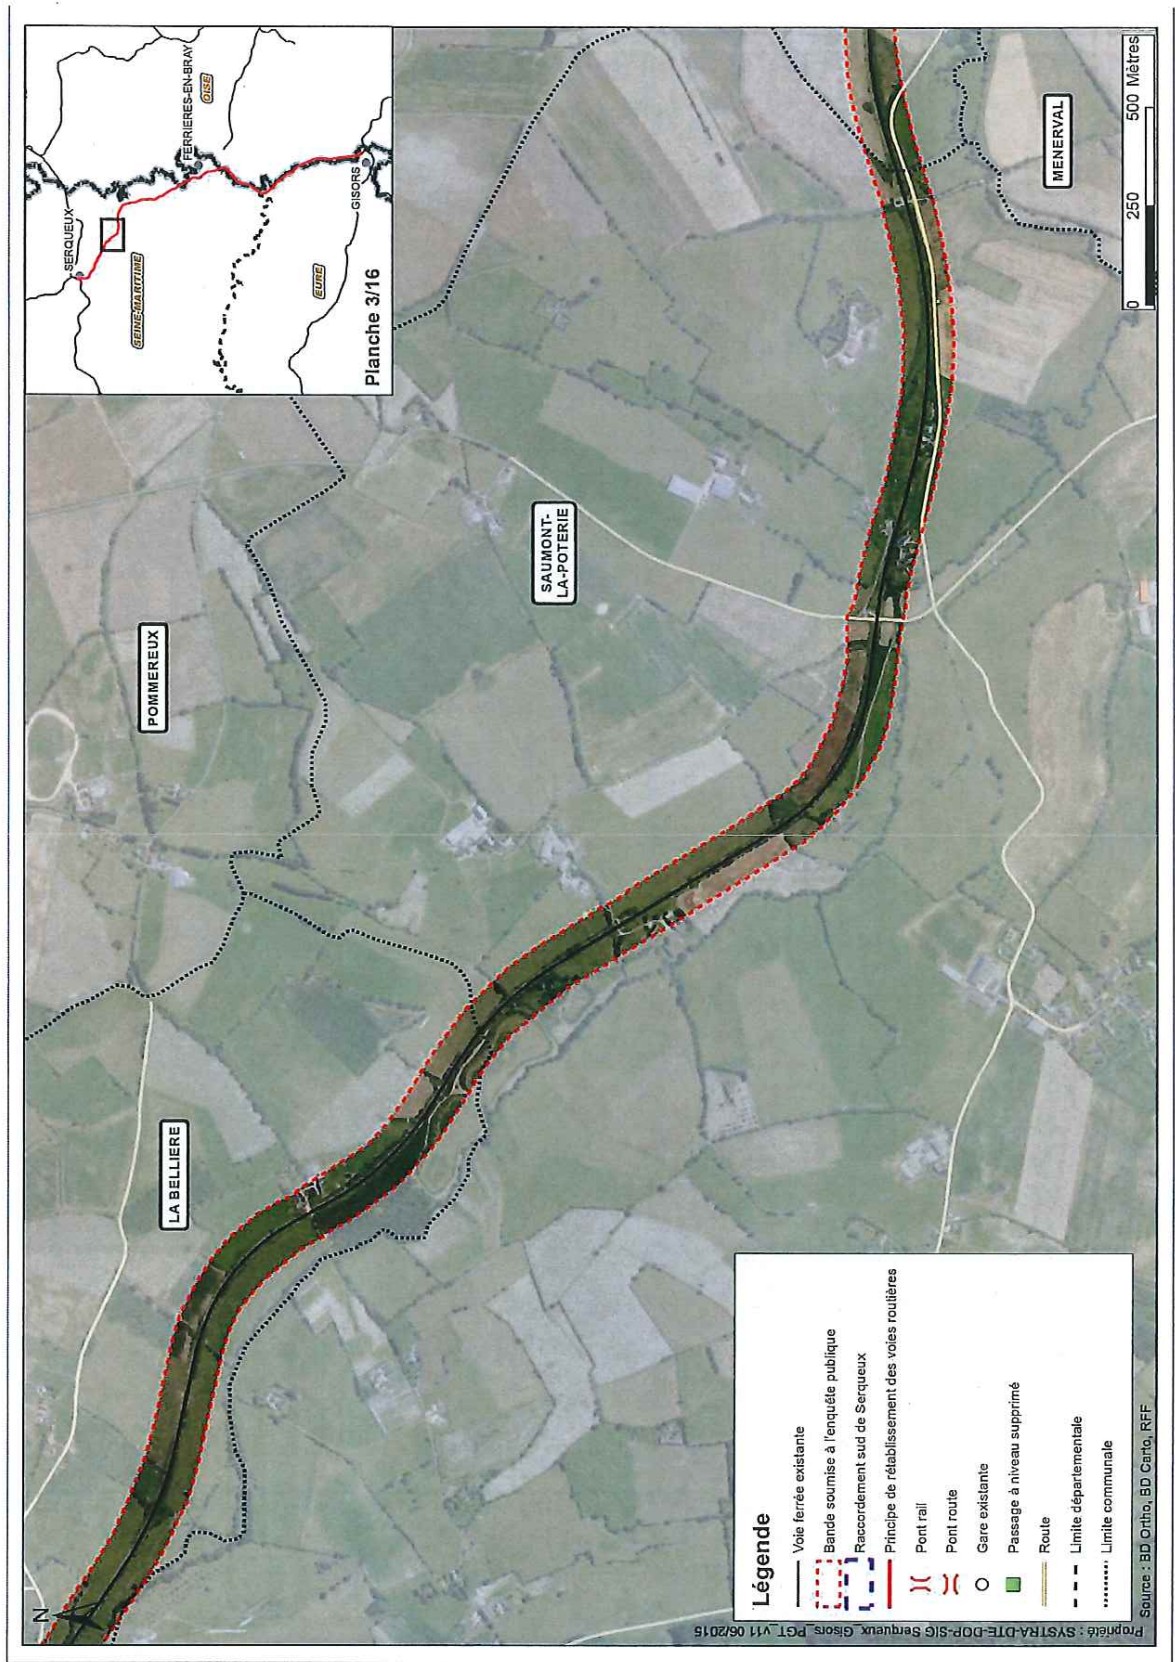 SERQUEUX
FERRIERES-EN-BRAY
OISE
SEINE-MARITIME
EURE
GISORS
Planche 3/16
POMMEREUX
LA BELLIERE
SAUMONT-
LA-POTERIE
MENERVAL
N
0 250 500 Mètres
Légende
Voie ferrée existante
Bande soumise à l'enquête publique
Raccordement sud de Serqueux
Principe de rétablissement des voies routières
Pont rail
Pont route
Gare existante
Passage à niveau supprimé
Route
Limite départementale
Limite communale
Source : BD Ortho, BD Carto, RFF
Propriété : SYSTRA-DTE-DOP-SIG Serqueux_Gisors_PGT_v11 06/2015